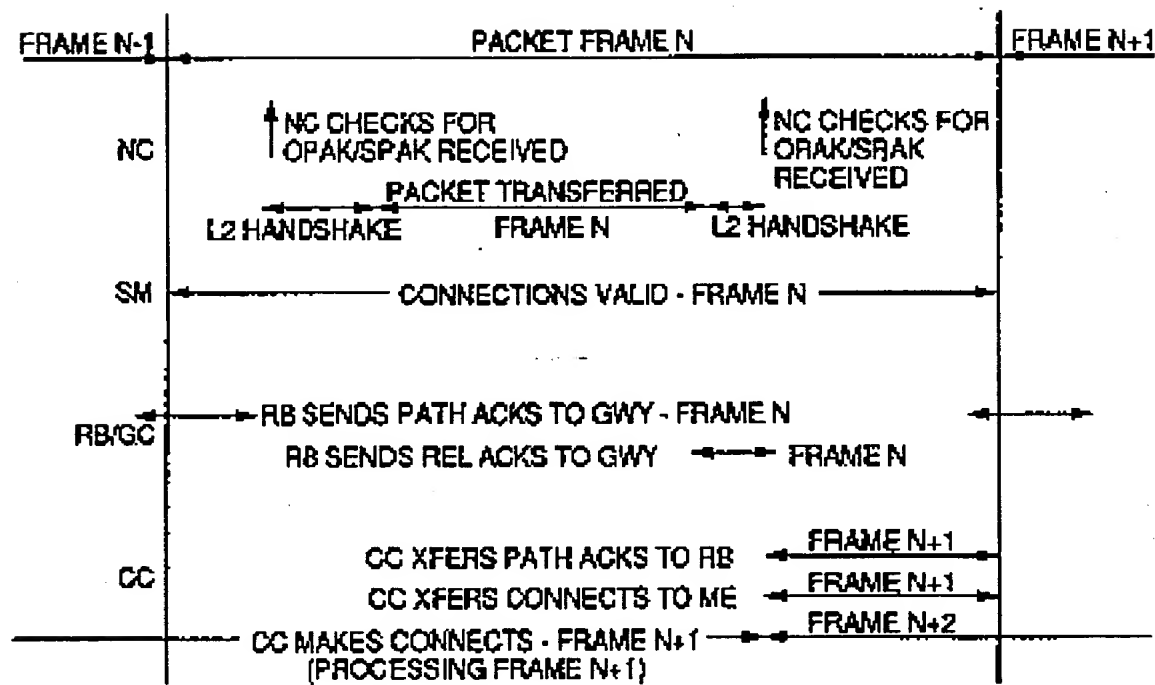 FRAME N-1 PACKET FRAME N FRAME N+1
NC
NC CHECKS FOR
OPAK/SPAK RECEIVED
NC CHECKS FOR
ORAK/SRAK
RECEIVED
PACKET TRANSFERRED
L2 HANDSHAKE FRAME N L2 HANDSHAKE
SM CONNECTIONS VALID - FRAME N
RB/GC
RB SENDS PATH ACKS TO GWY - FRAME N
RB SENDS REL ACKS TO GWY FRAME N
CC
CC XFERS PATH ACKS TO RB FRAME N+1
CC XFERS CONNECTS TO ME FRAME N+1
CC MAKES CONNECTS - FRAME N+1 FRAME N+2
(PROCESSING FRAME N+1)